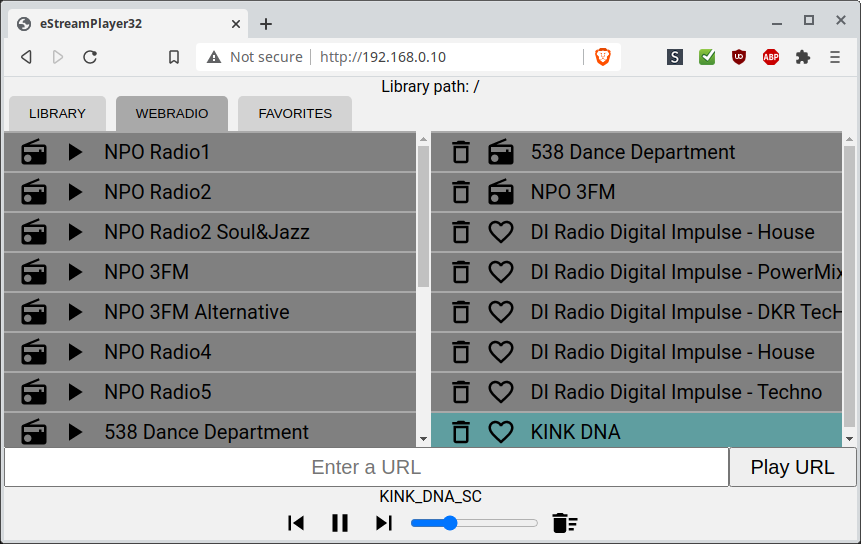 eStreamPlayer32
Not secure | http://192.168.0.10
S
UD
ABP
Library path: /
LIBRARY WEBRADIO FAVORITES
NPO Radio1
NPO Radio2
NPO Radio2 Soul&Jazz
NPO 3FM
NPO 3FM Alternative
NPO Radio4
NPO Radio5
538 Dance Department
538 Dance Department
NPO 3FM
DI Radio Digital Impulse - House
DI Radio Digital Impulse - PowerMix
DI Radio Digital Impulse - DKR TecH
DI Radio Digital Impulse - House
DI Radio Digital Impulse - Techno
KINK DNA
Enter a URL Play URL
KINK_DNA_SC